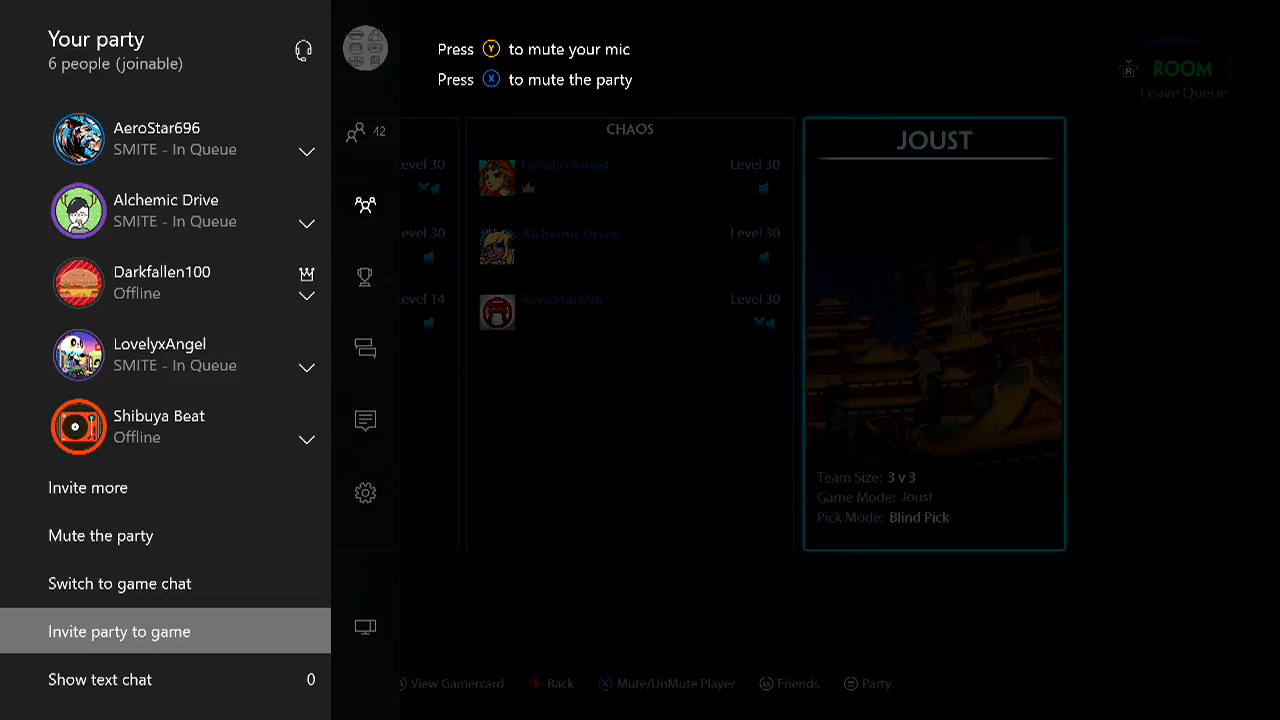 Your party
6 people (joinable)
AeroStar696
SMITE - In Queue
Alchemic Drive
SMITE - In Queue
Darkfallen100
Offline
LovelyxAngel
SMITE - In Queue
Shibuya Beat
Offline
Invite more
Mute the party
Switch to game chat
Invite party to game
Show text chat 0
42
Press Y to mute your mic
Press X to mute the party
R ROOM
Leave Queue
Level 30
Level 30
Level 14
CHAOS
LovelyxAngel Level 30
Alchemic Drive Level 30
AeroStar696 Level 30
JOUST
Team Size: 3 v 3
Game Mode: Joust
Pick Mode: Blind Pick
A View Gamercard B Back X Mute/UnMute Player Friends Party